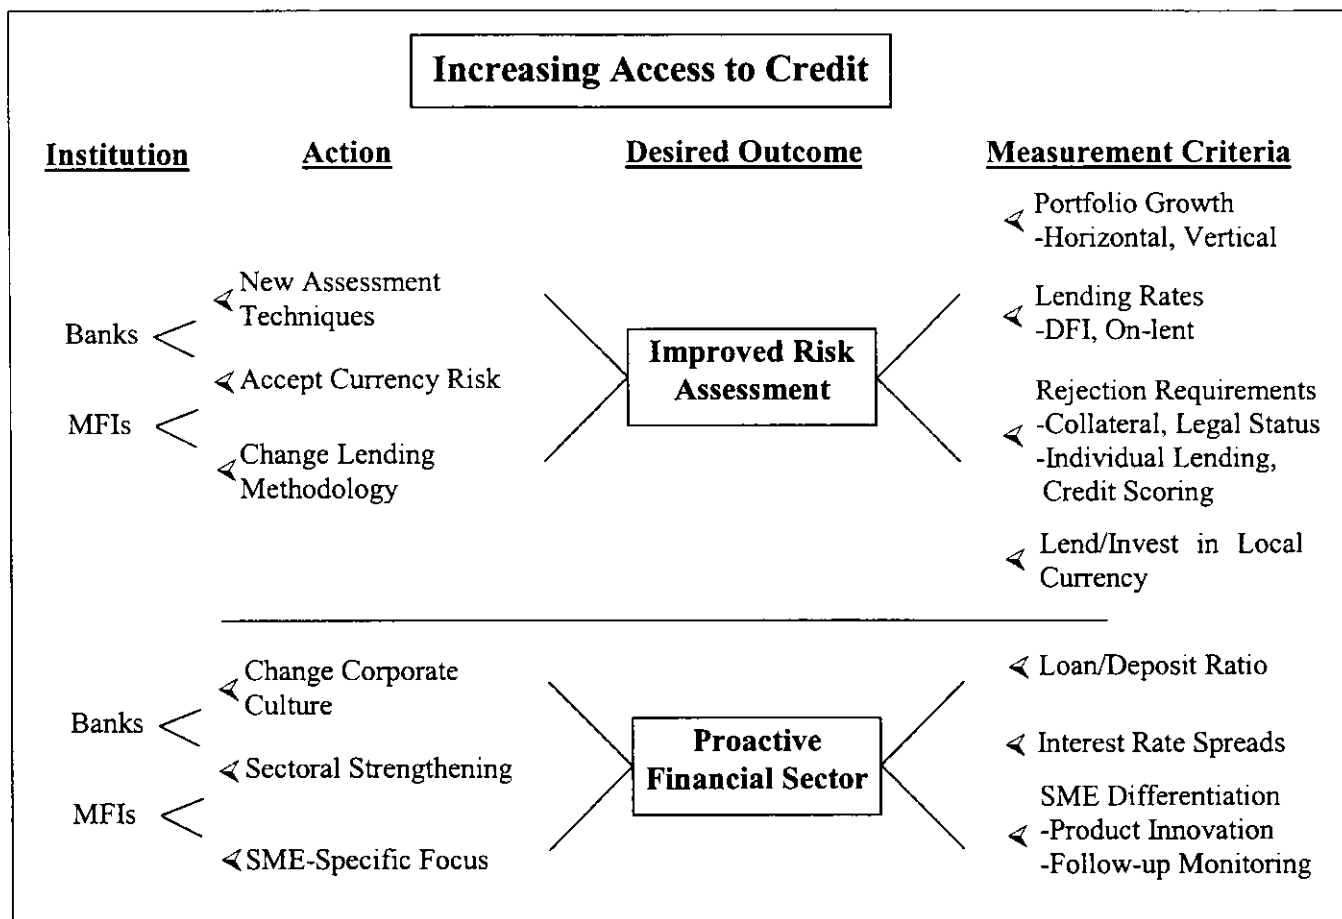 Increasing Access to Credit
Institution
Action
Desired Outcome
Measurement Criteria
Banks
MFIs
New Assessment
Techniques
Accept Currency Risk
Change Lending
Methodology
Improved Risk
Assessment
Portfolio Growth
-Horizontal, Vertical
Lending Rates
-DFI, On-lent
Rejection Requirements
-Collateral, Legal Status
-Individual Lending,
Credit Scoring
Lend/Invest in Local
Currency
Banks
MFIs
Change Corporate
Culture
Sectoral Strengthening
SME-Specific Focus
Proactive
Financial Sector
Loan/Deposit Ratio
Interest Rate Spreads
SME Differentiation
-Product Innovation
-Follow-up Monitoring